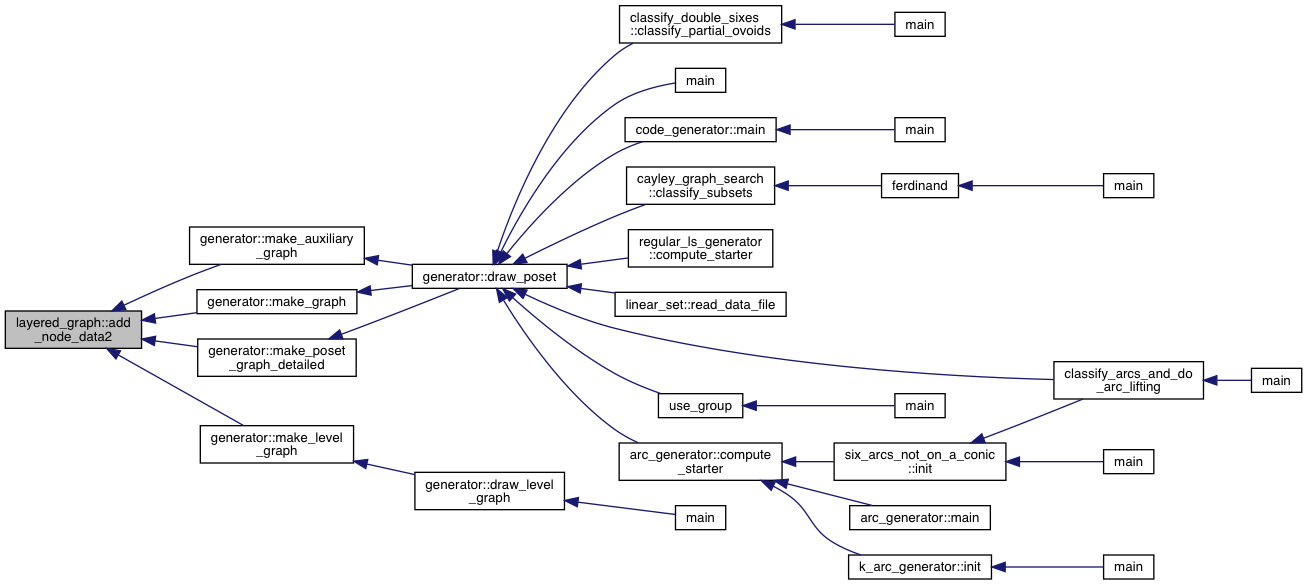 layered_graph::add
_node_data2
generator::make_auxiliary
_graph
generator::make_graph
generator::make_poset
_graph_detailed
generator::make_level
_graph
generator::draw_poset
generator::draw_level
_graph
classify_double_sixes
::classify_partial_ovoids
main
main
code_generator::main
main
cayley_graph_search
::classify_subsets
ferdinand
main
regular_ls_generator
::compute_starter
linear_set::read_data_file
classify_arcs_and_do
_arc_lifting
main
use_group
main
arc_generator::compute
_starter
six_arcs_not_on_a_conic
::init
main
arc_generator::main
main
k_arc_generator::init
main